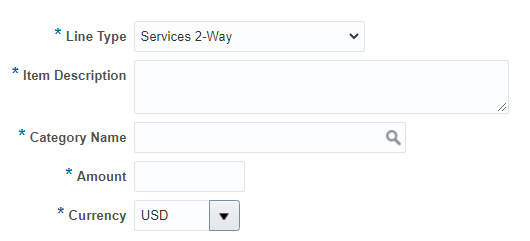 * Line Type Services 2-Way
* Item Description
* Category Name
* Amount
* Currency USD